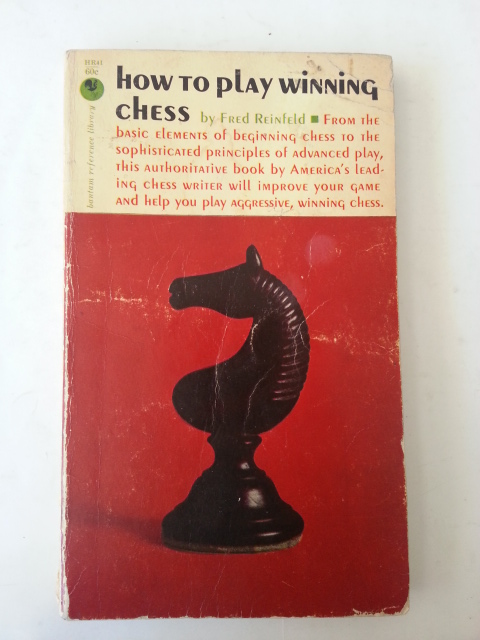 HR41
60c
bantam reference library
how to play winning
chess by Fred Reinfeld ■ From the
basic elements of beginning chess to the
sophisticated principles of advanced play,
this authoritative book by America's lead-
ing chess writer will improve your game
and help you play aggressive, winning chess.